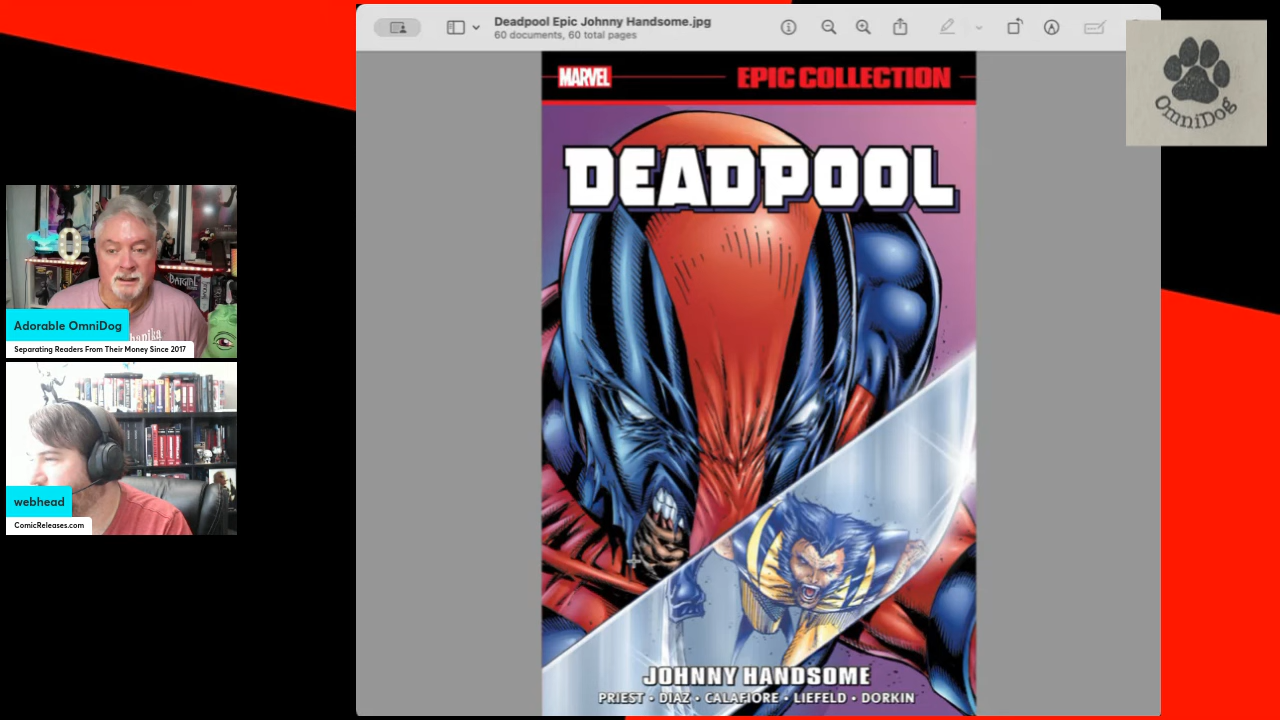 Deadpool Epic Johnny Handsome.jpg
60 documents, 60 total pages
MARVEL
EPIC COLLECTION
DEADPOOL
JOHNNY HANDSOME
PRIEST • DIAZ • CALAFIORE • LIEFELD • DORKIN
OmniDog
BATGIRL
Adorable OmniDog
Separating Readers From Their Money Since 2017
webhead
ComicReleases.com